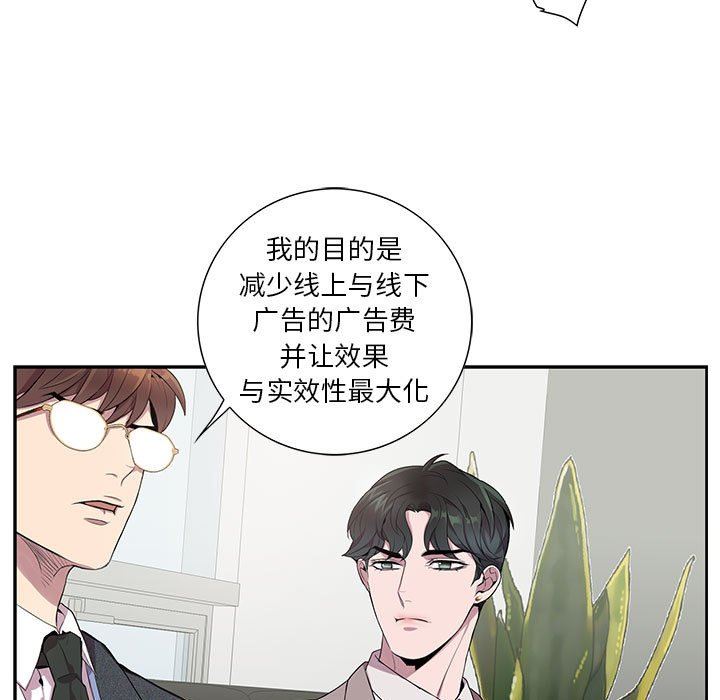 我的目的是
减少线上与线下
广告的广告费
并让效果
与实效性最大化